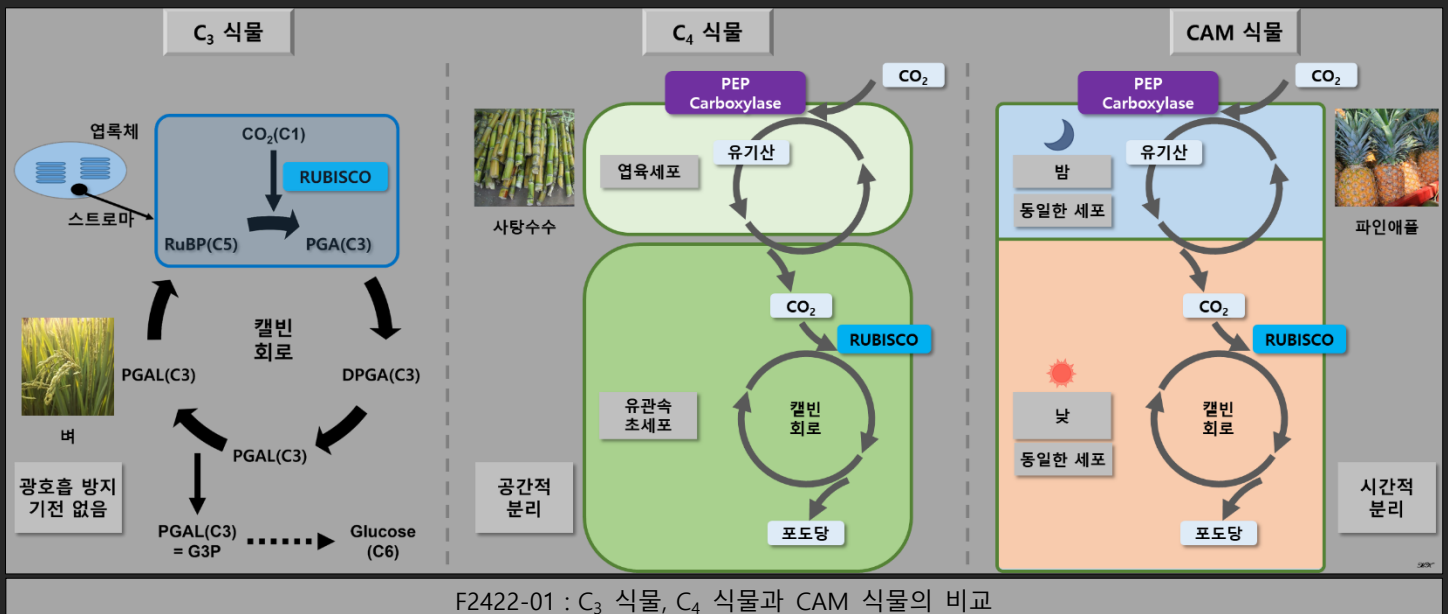 C₃ 식물
엽록체
CO₂(C1)
RUBISCO
스트로마
RuBP(C5)
PGA(C3)
캘빈
회로
PGAL(C3)
DPGA(C3)
벼
PGAL(C3)
광호흡 방지
기전 없음
PGAL(C3)
= G3P
Glucose
(C6)
C₄ 식물
PEP
Carboxylase
CO₂
유기산
엽육세포
사탕수수
CO₂
RUBISCO
유관속
초세포
캘빈
회로
공간적
분리
포도당
CAM 식물
PEP
Carboxylase
CO₂
유기산
밤
동일한 세포
파인애플
CO₂
RUBISCO
낮
동일한 세포
캘빈
회로
시간적
분리
포도당
F2422-01 : C₃ 식물, C₄ 식물과 CAM 식물의 비교